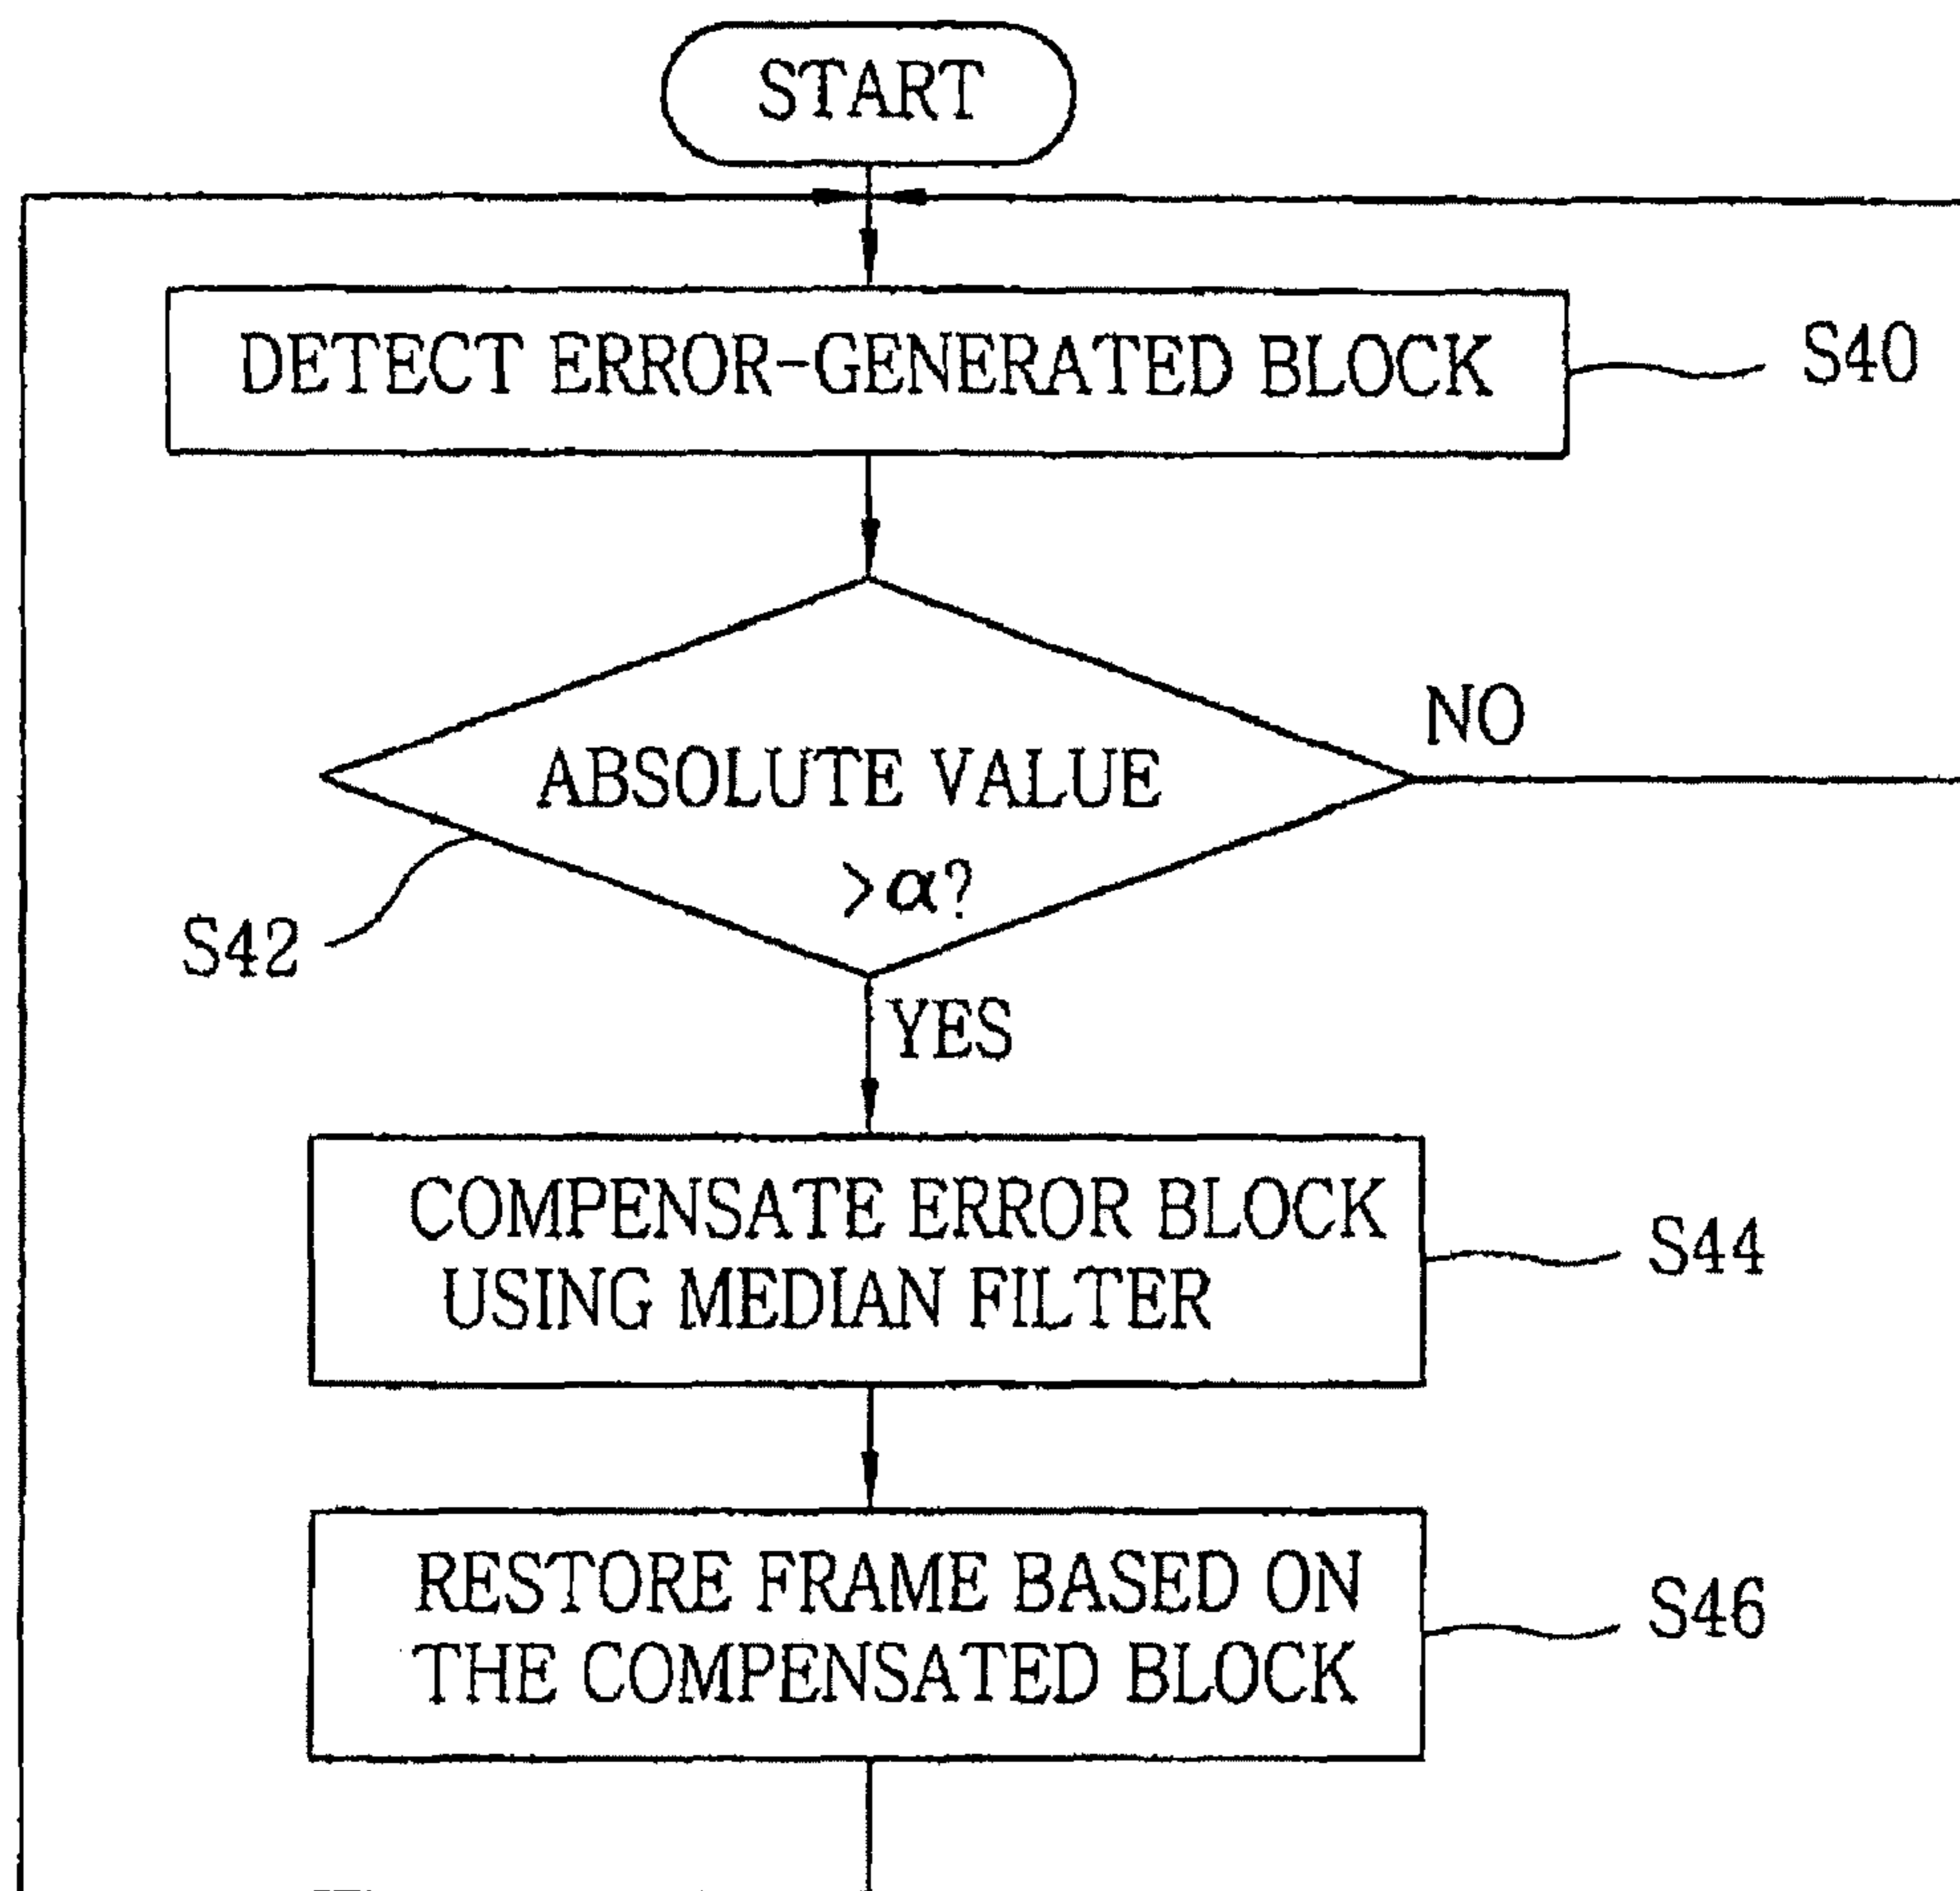 START
DETECT ERROR-GENERATED BLOCK
S40
NO
ABSOLUTE VALUE
>α?
S42
YES
COMPENSATE ERROR BLOCK
USING MEDIAN FILTER
S44
RESTORE FRAME BASED ON
THE COMPENSATED BLOCK
S46